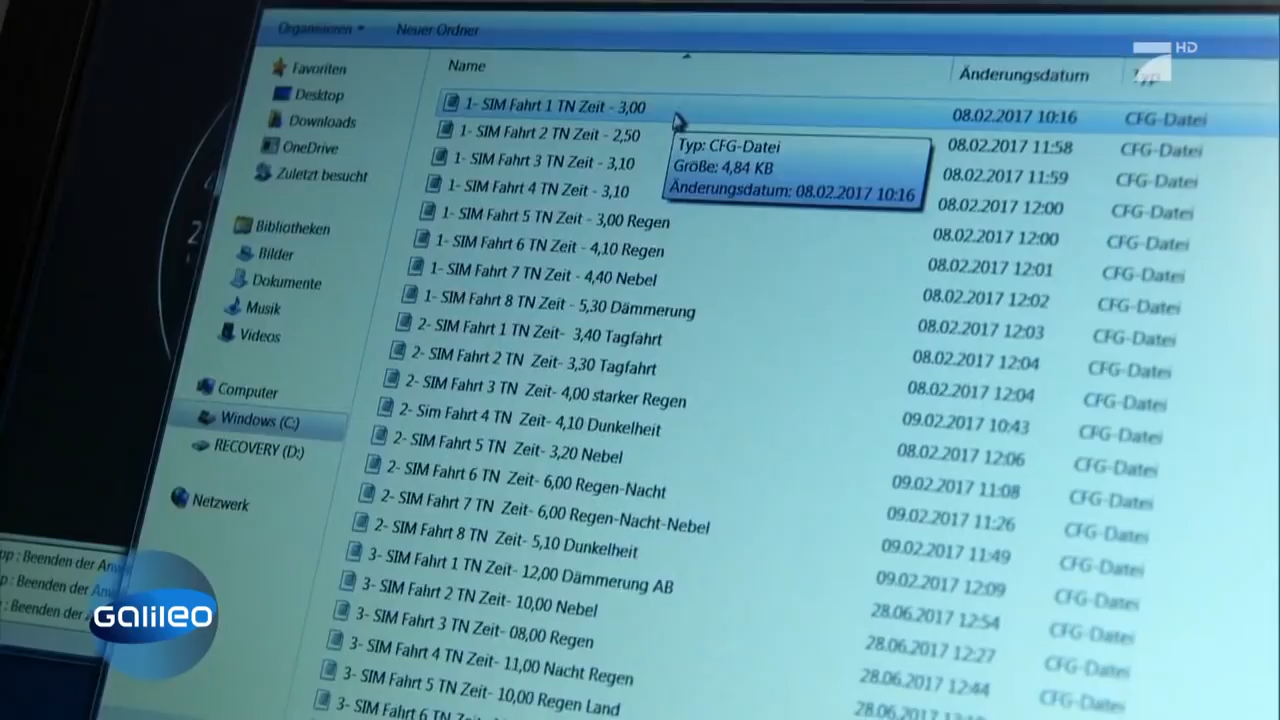 Organisieren Neuer Ordner
HD
Name Änderungsdatum Typ
Favoriten
Desktop
Downloads
OneDrive
Zuletzt besucht
Bibliotheken
Bilder
Dokumente
Musik
Videos
Computer
Windows (C:)
RECOVERY (D:)
Netzwerk
1- SIM Fahrt 1 TN Zeit - 3,00 08.02.2017 10:16 CFG-Datei
1- SIM Fahrt 2 TN Zeit - 2,50 08.02.2017 11:58 CFG-Datei
1- SIM Fahrt 3 TN Zeit - 3,10 08.02.2017 11:59 CFG-Datei
1- SIM Fahrt 4 TN Zeit - 3,10 08.02.2017 12:00 CFG-Datei
1- SIM Fahrt 5 TN Zeit - 3,00 Regen 08.02.2017 12:00 CFG-Datei
1- SIM Fahrt 6 TN Zeit - 4,10 Regen 08.02.2017 12:01 CFG-Datei
1- SIM Fahrt 7 TN Zeit - 4,40 Nebel 08.02.2017 12:02 CFG-Datei
1- SIM Fahrt 8 TN Zeit - 5,30 Dämmerung 08.02.2017 12:03 CFG-Datei
2- SIM Fahrt 1 TN Zeit- 3,40 Tagfahrt 08.02.2017 12:04 CFG-Datei
2- SIM Fahrt 2 TN Zeit- 3,30 Tagfahrt 08.02.2017 12:04 CFG-Datei
2- SIM Fahrt 3 TN Zeit- 4,00 starker Regen 09.02.2017 10:43 CFG-Datei
2- Sim Fahrt 4 TN Zeit- 4,10 Dunkelheit 08.02.2017 12:06 CFG-Datei
2- SIM Fahrt 5 TN Zeit- 3,20 Nebel 09.02.2017 11:08 CFG-Datei
2- SIM Fahrt 6 TN Zeit- 6,00 Regen-Nacht 09.02.2017 11:26 CFG-Datei
2- SIM Fahrt 7 TN Zeit- 6,00 Regen-Nacht-Nebel 09.02.2017 11:49 CFG-Datei
2- SIM Fahrt 8 TN Zeit- 5,10 Dunkelheit 09.02.2017 12:09 CFG-Datei
3- SIM Fahrt 1 TN Zeit- 12,00 Dämmerung AB 28.06.2017 12:54 CFG-Datei
3- SIM Fahrt 2 TN Zeit- 10,00 Nebel 28.06.2017 12:27 CFG-Datei
3- SIM Fahrt 3 TN Zeit- 08,00 Regen 28.06.2017 12:44 CFG-Datei
3- SIM Fahrt 4 TN Zeit- 11,00 Nacht Regen 28.06.2017
3- SIM Fahrt 5 TN Zeit- 10,00 Regen Land
3- SIM Fahrt 6 TN
Typ: CFG-Datei
Größe: 4,84 KB
Änderungsdatum: 08.02.2017 10:16
: Beenden der
: Beenden der
: Beenden der
GALILEO